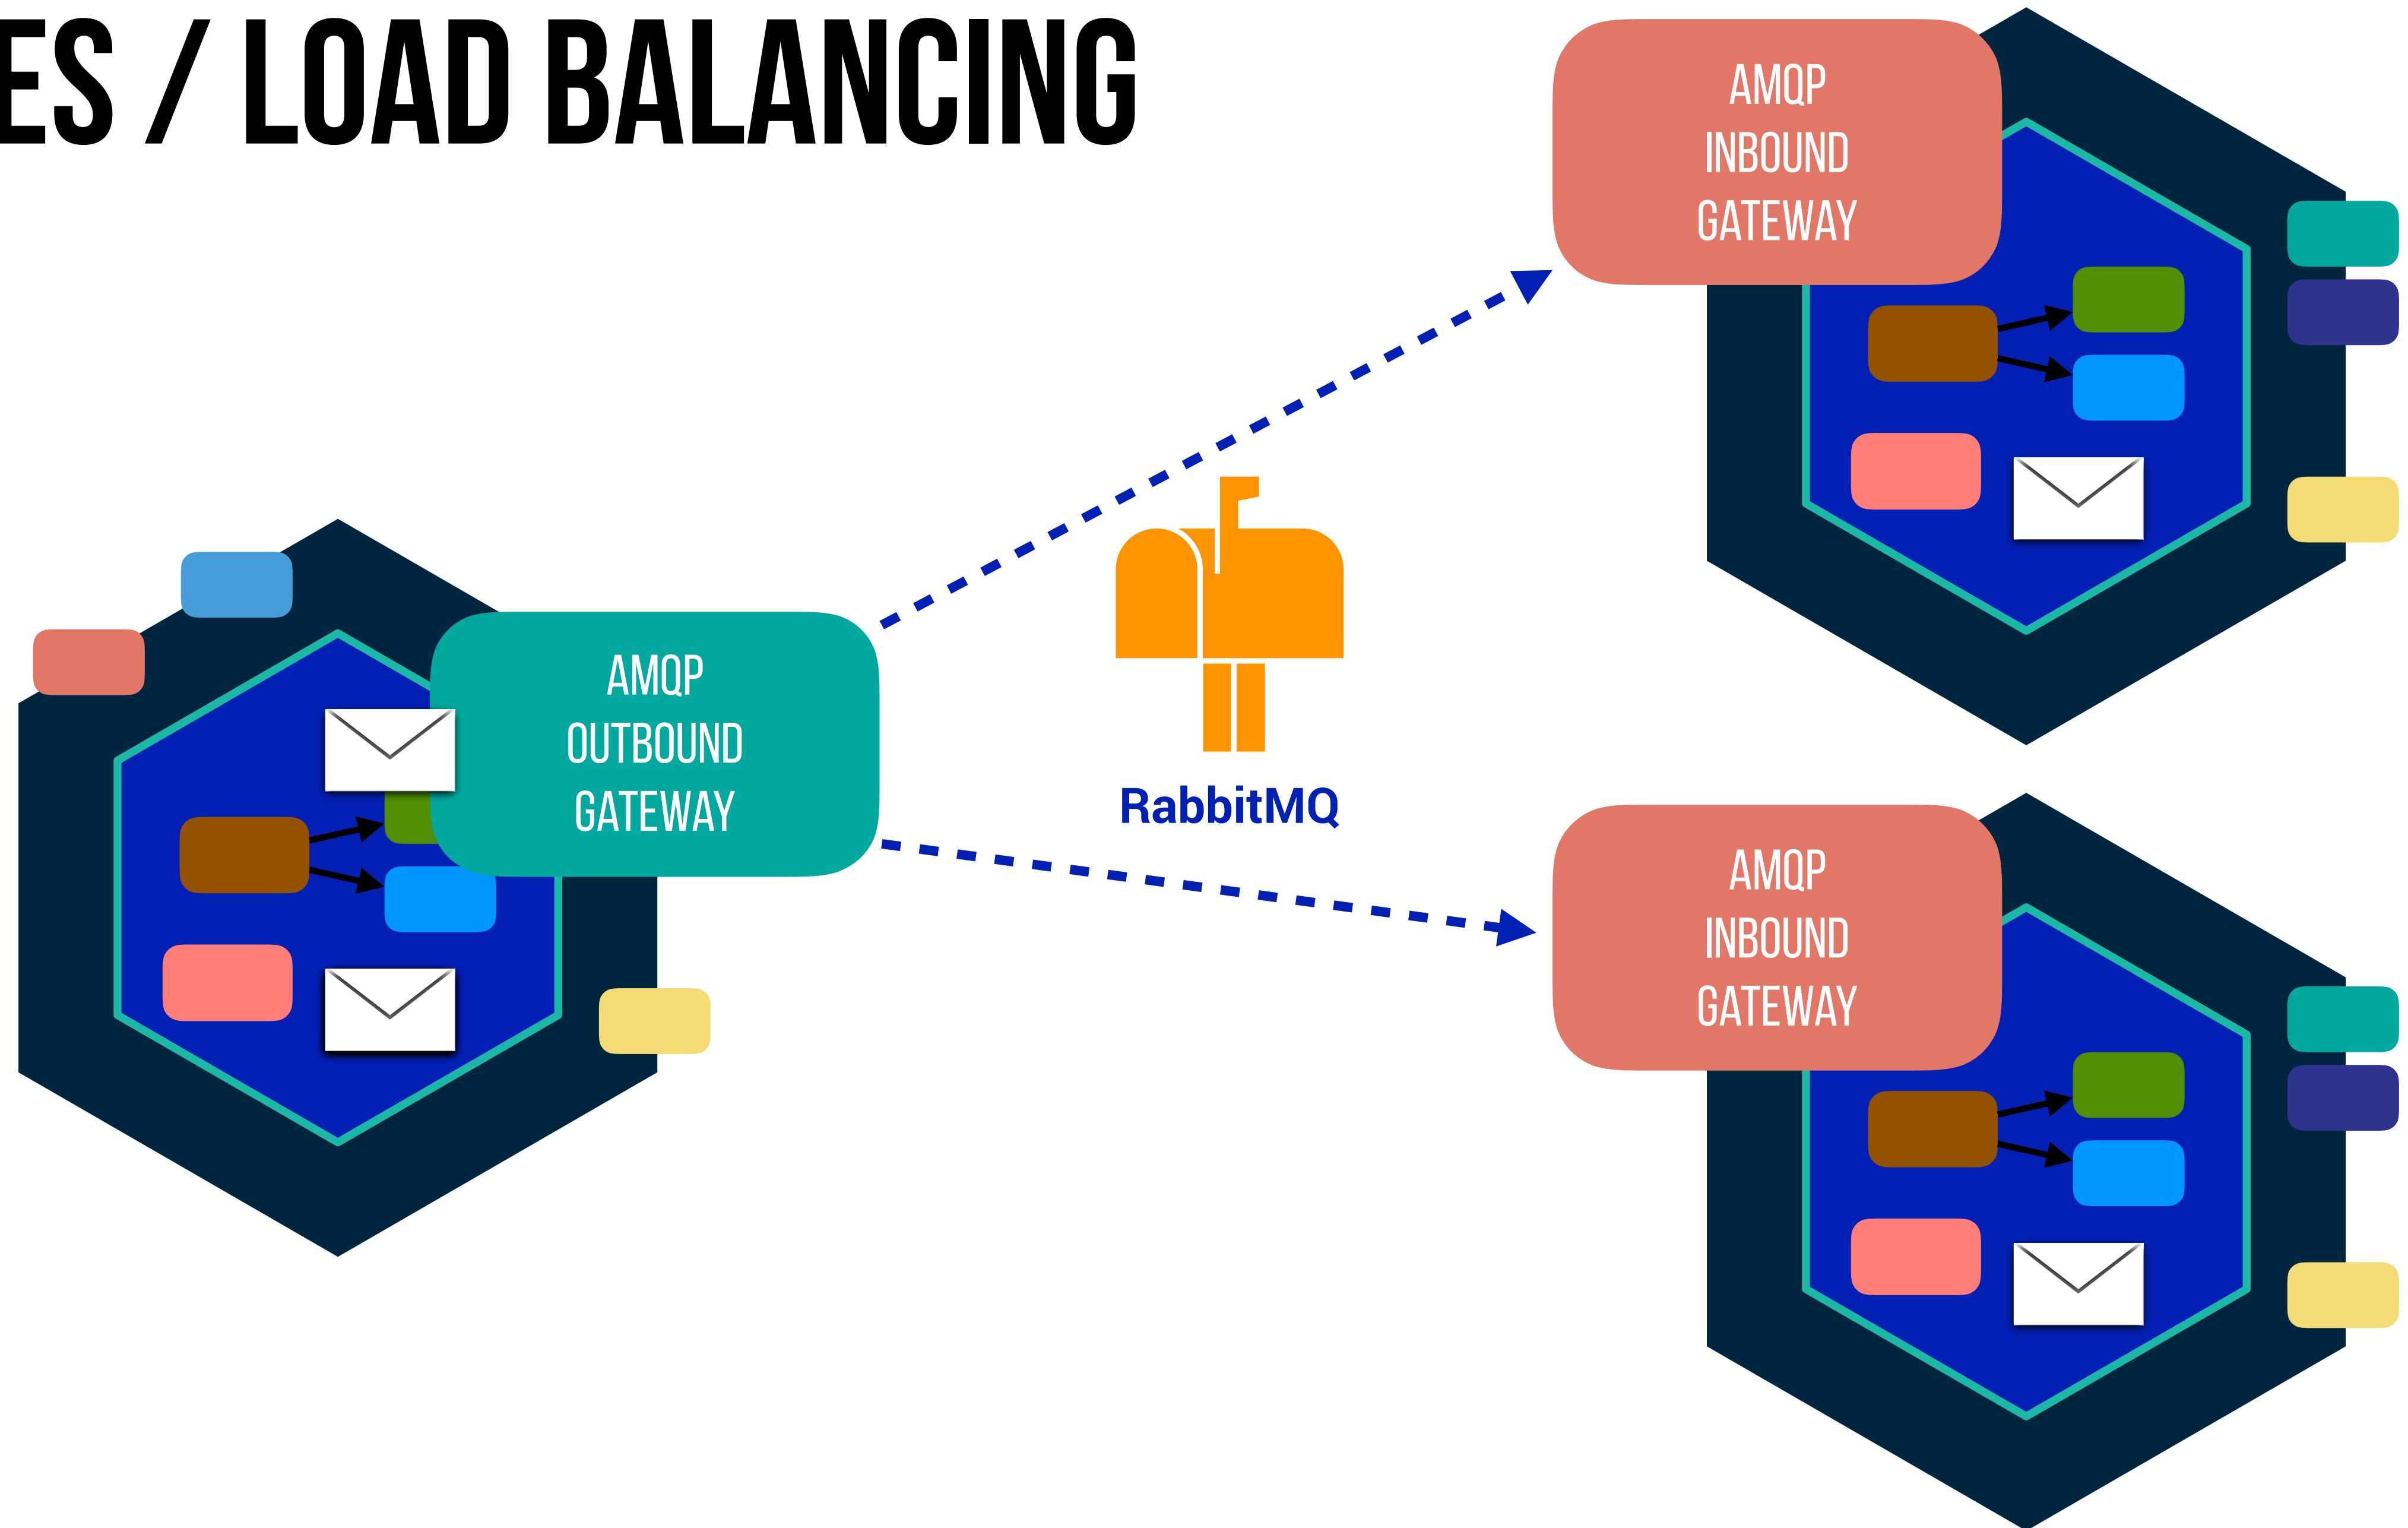 ES / LOAD BALANCING
AMQP
INBOUND
GATEWAY
AMQP
OUTBOUND
GATEWAY
RabbitMQ
AMQP
INBOUND
GATEWAY